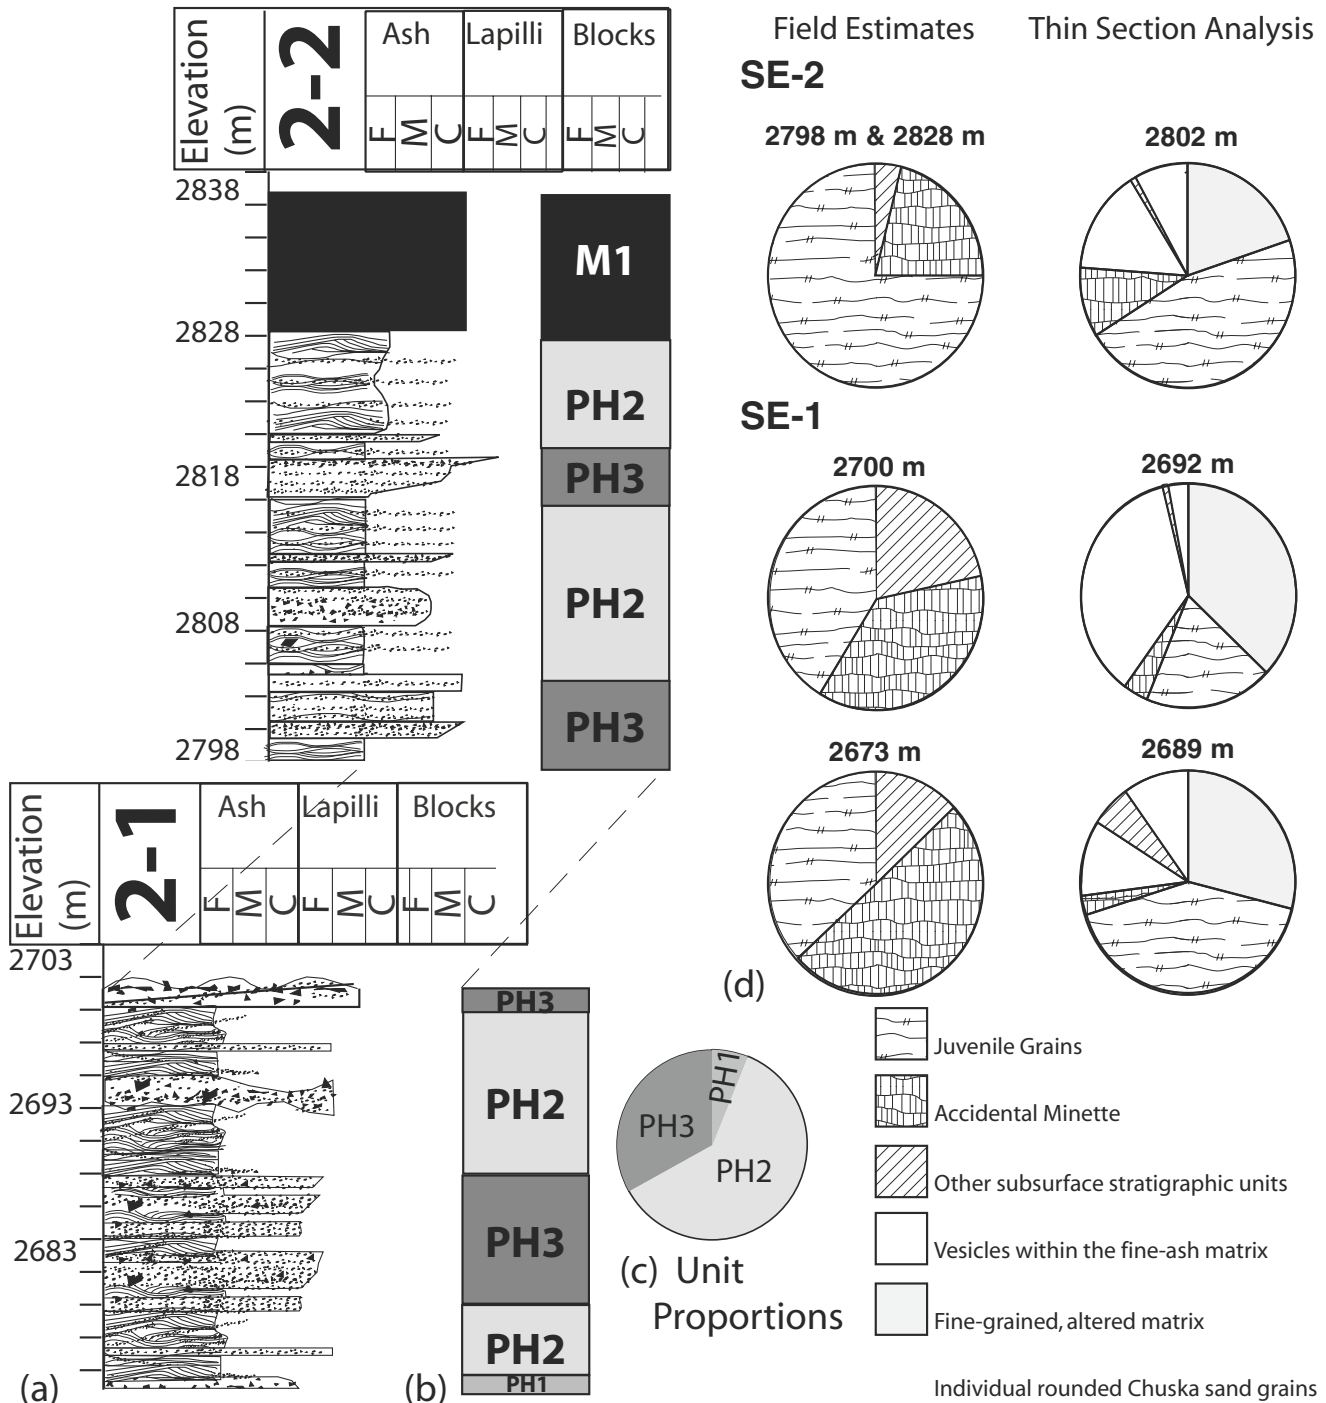 Elevation (m)
2-2
Ash
Lapilli
Blocks
F M C F M C F M C
2838
2828
2818
2808
2798
M1
PH2
PH3
PH2
PH3
Elevation (m)
2-1
Ash
Lapilli
Blocks
F M C F M C F M C
2703
2693
2683
PH3
PH2
PH3
PH2
PH1
(a)
(b)
PH1
PH3
PH2
(c) Unit
Proportions
Field Estimates
Thin Section Analysis
SE-2
2798 m & 2828 m
2802 m
SE-1
2700 m
2692 m
2673 m
2689 m
(d)
Juvenile Grains
Accidental Minette
Other subsurface stratigraphic units
Vesicles within the fine-ash matrix
Fine-grained, altered matrix
Individual rounded Chuska sand grains